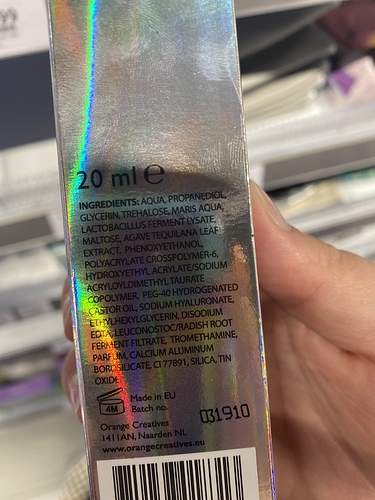 20 ml ℮
INGREDIENTS: AQUA, PROPANEDIOL,
GLYCERIN, TREHALOSE, MARIS AQUA,
LACTOBACILLUS FERMENT LYSATE,
MALTOSE, AGAVE TEQUILANA LEAF
EXTRACT, PHENOXYETHANOL,
POLYACRYLATE CROSSPOLYMER-6,
HYDROXYETHYL ACRYLATE/SODIUM
ACRYLOYLDIMETHYL TAURATE
COPOLYMER, PEG-40 HYDROGENATED
CASTOR OIL, SODIUM HYALURONATE,
ETHYLHEXYLGLYCERIN, DISODIUM
EDTA, LEUCONOSTOC/RADISH ROOT
FERMENT FILTRATE, TROMETHAMINE,
PARFUM, CALCIUM ALUMINUM
BOROSILICATE, CI 77891, SILICA, TIN
OXIDE
4M
Made in EU
Batch no.
031910
Orange Creatives
1411AN, Naarden NL
www.orangecreatives.eu